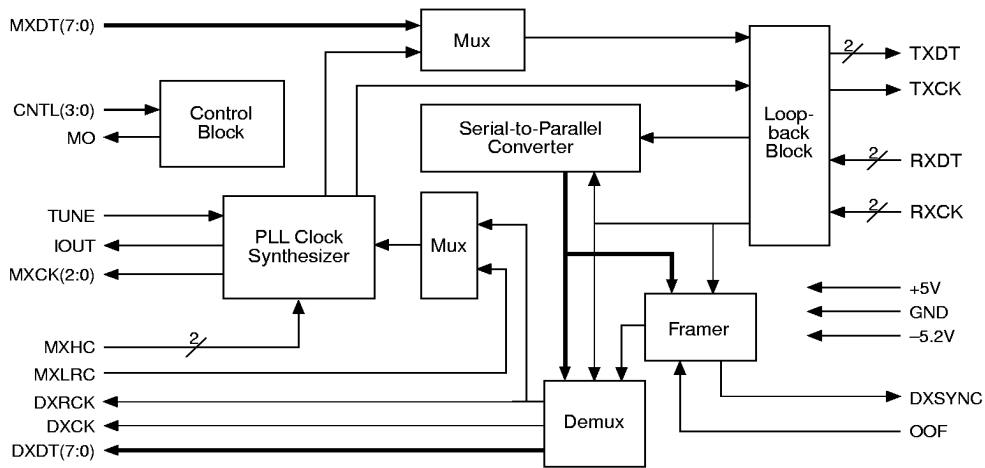 MXDT(7:0)
Mux
2
TXDT
TXCK
CNTL(3:0)
MO
Control
Block
Serial-to-Parallel
Converter
Loop-
back
Block
2
RXDT
2
RXCK
TUNE
IOUT
MXCK(2:0)
PLL Clock
Synthesizer
Mux
+5V
GND
–5.2V
Framer
MXHC
2
MXLRC
DXRCK
DXCK
DXDT(7:0)
Demux
DXSYNC
OOF